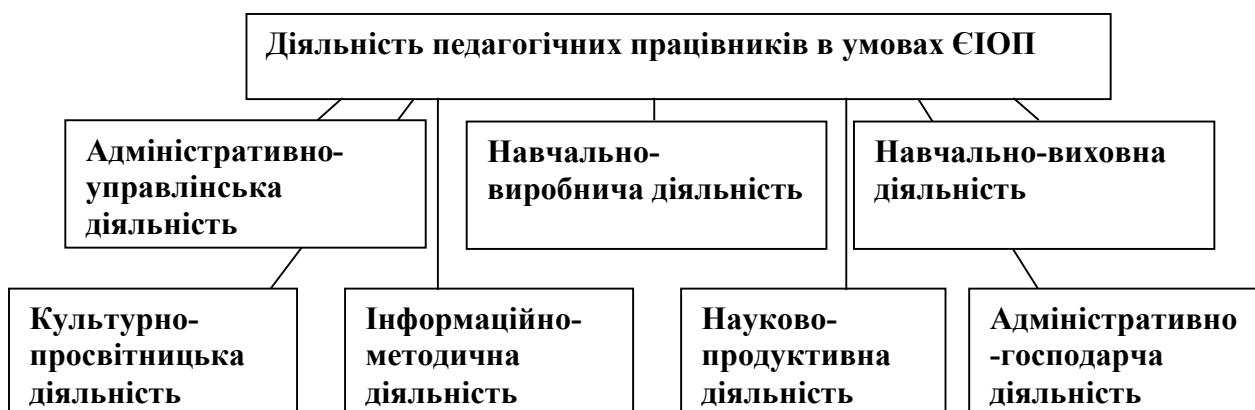 Діяльність педагогічних працівників в умовах ЄІОП
Адміністративно-
управлінська
діяльність
Навчально-
виробнича діяльність
Навчально-виховна
діяльність
Культурно-
просвітницька
діяльність
Інформаційно-
методична
діяльність
Науково-
продуктивна
діяльність
Адміністративно
-господарча
діяльність